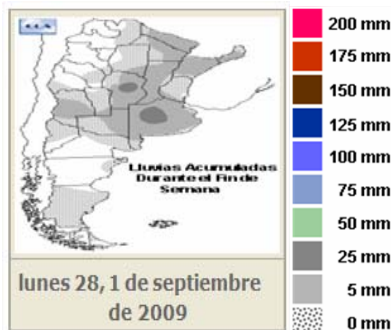 CCA
Lluvias Acumuladas
Durante el Fin de
Semana
lunes 28, 1 de septiembre
de 2009
200 mm
175 mm
150 mm
125 mm
100 mm
75 mm
50 mm
25 mm
5 mm
0 mm